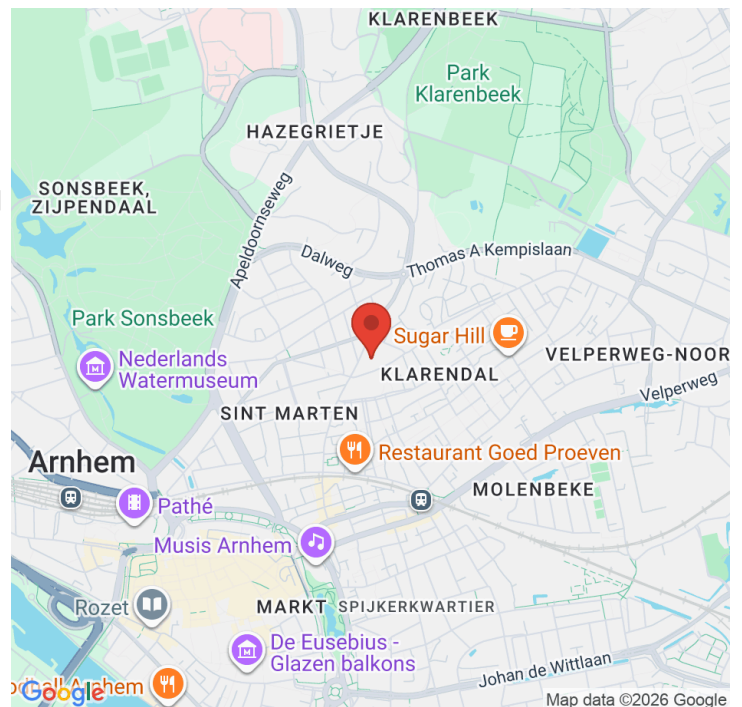 KLARENBEEK
Park
Klarenbeek
HAZEGRIETJE
SONSBEEK,
ZIJPENDAAL
Apeldoornseweg
Dalweg
Thomas A Kempislaan
Park Sonsbeek
Sugar Hill
Nederlands
Watermuseum
VELPERWEG-NOOR
KLARENDAL
Velperweg
SINT MARTEN
Arnhem
Restaurant Goed Proeven
MOLENBEKE
Pathé
Musis Arnhem
Rozet
MARKT
SPIJKERKWARTIER
De Eusebius -
Glazen balkons
Johan de Wittlaan
Arnhem
Google
Map data ©2026 Google